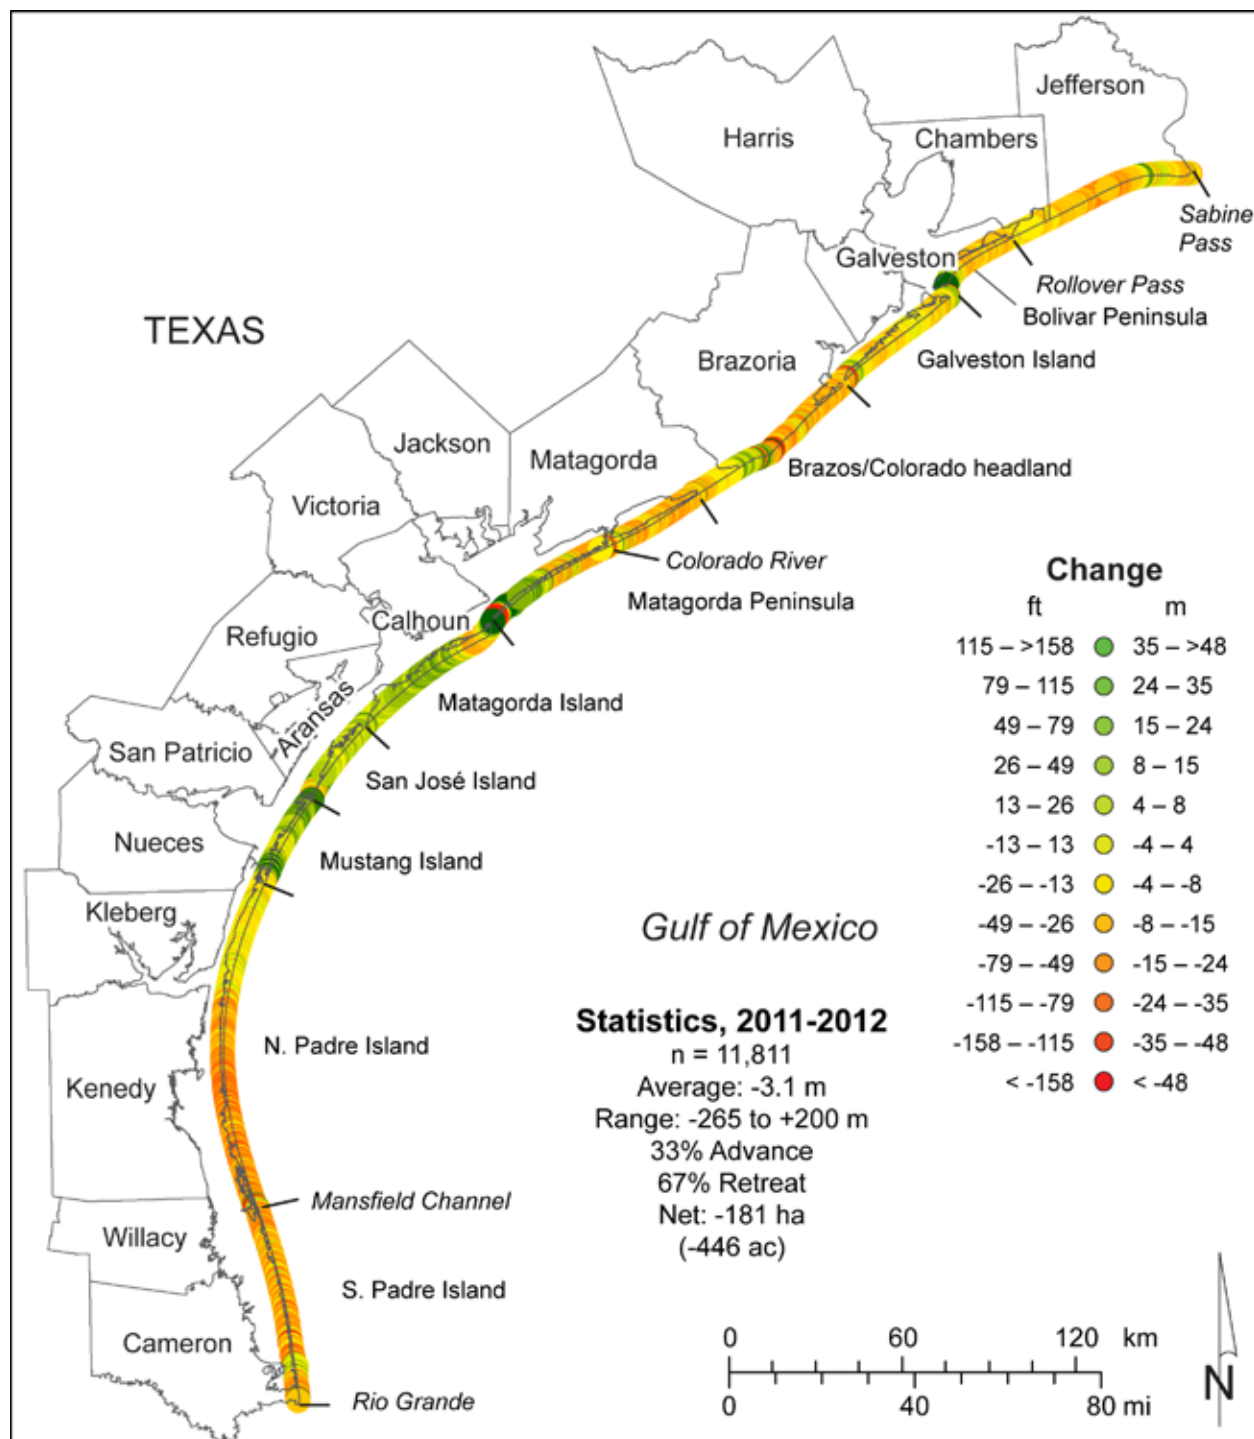 Jefferson
Harris
Chambers
Sabine
Pass
Galveston
Rollover Pass
Bolivar Peninsula
TEXAS
Brazoria
Galveston Island
Jackson
Matagorda
Brazos/Colorado headland
Victoria
Colorado River
Matagorda Peninsula
Calhoun
Refugio
Aransas
Matagorda Island
San Patricio
San José Island
Nueces
Mustang Island
Kleberg
Gulf of Mexico
N. Padre Island
Kenedy
Mansfield Channel
Willacy
S. Padre Island
Cameron
Rio Grande
Change
ft m
115 – >158 35 – >48
79 – 115 24 – 35
49 – 79 15 – 24
26 – 49 8 – 15
13 – 26 4 – 8
-13 – 13 -4 – 4
-26 – -13 -4 – -8
-49 – -26 -8 – -15
-79 – -49 -15 – -24
-115 – -79 -24 – -35
-158 – -115 -35 – -48
< -158 < -48
Statistics, 2011-2012
n = 11,811
Average: -3.1 m
Range: -265 to +200 m
33% Advance
67% Retreat
Net: -181 ha
(-446 ac)
0 60 120 km
0 40 80 mi
N